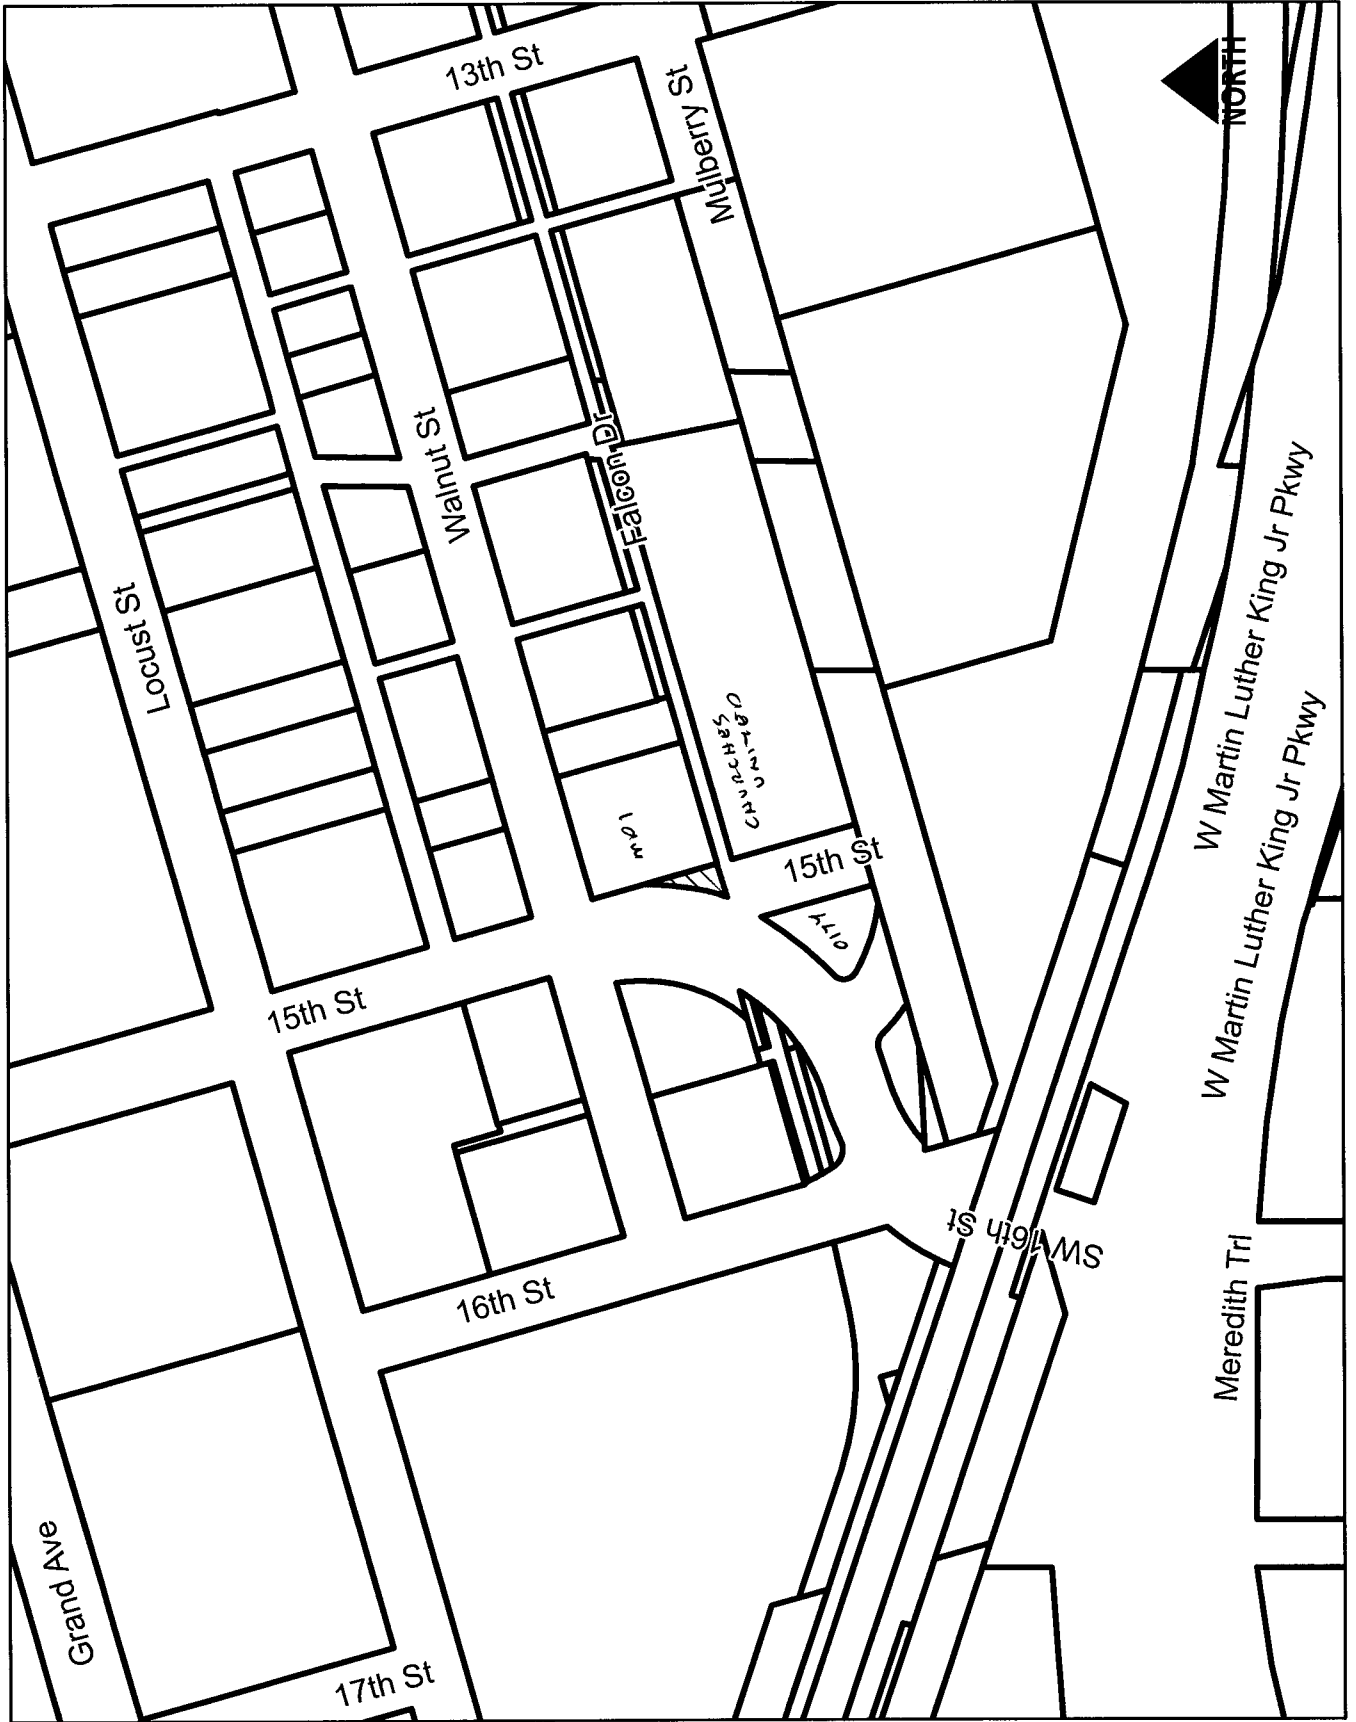 13th St
Mulberry St
NORTH
Walnut St
Falcon Dr
Locust St
W Martin Luther King Jr Pkwy
CHURCHES
UNITED
MDI
15th St
CITY
W Martin Luther King Jr Pkwy
15th St
SW 16th St
16th St
Meredith Trl
Grand Ave
17th St